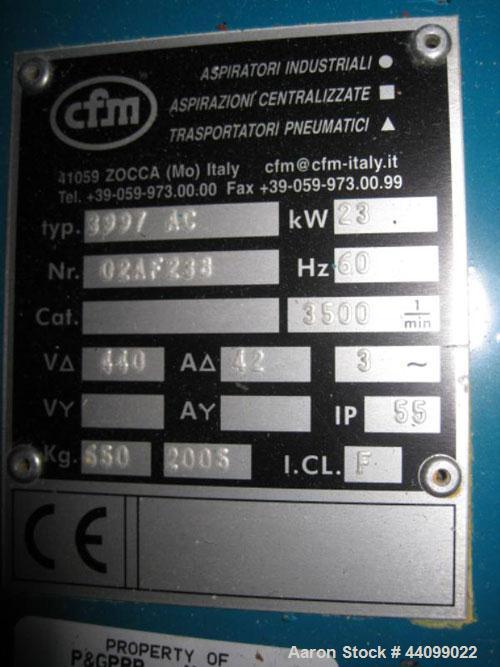 cfm
ASPIRATORI INDUSTRIALI ●
ASPIRAZIONI CENTRALIZZATE ■
TRASPORTATORI PNEUMATICI ▲
41059 ZOCCA (Mo) Italy cfm@cfm-italy.it
Tel. +39-059-973.00.00 Fax +39-059-973.00.99
typ. AC kW 23
Nr. 02AF233 Hz 60
Cat. 3500 1/min
V∆ 440 A∆ 42 3 ~
VY AY IP 55
Kg. 2005 I.CL. F
CE
PROPERTY OF
P&GPRB
Aaron Stock # 44099022